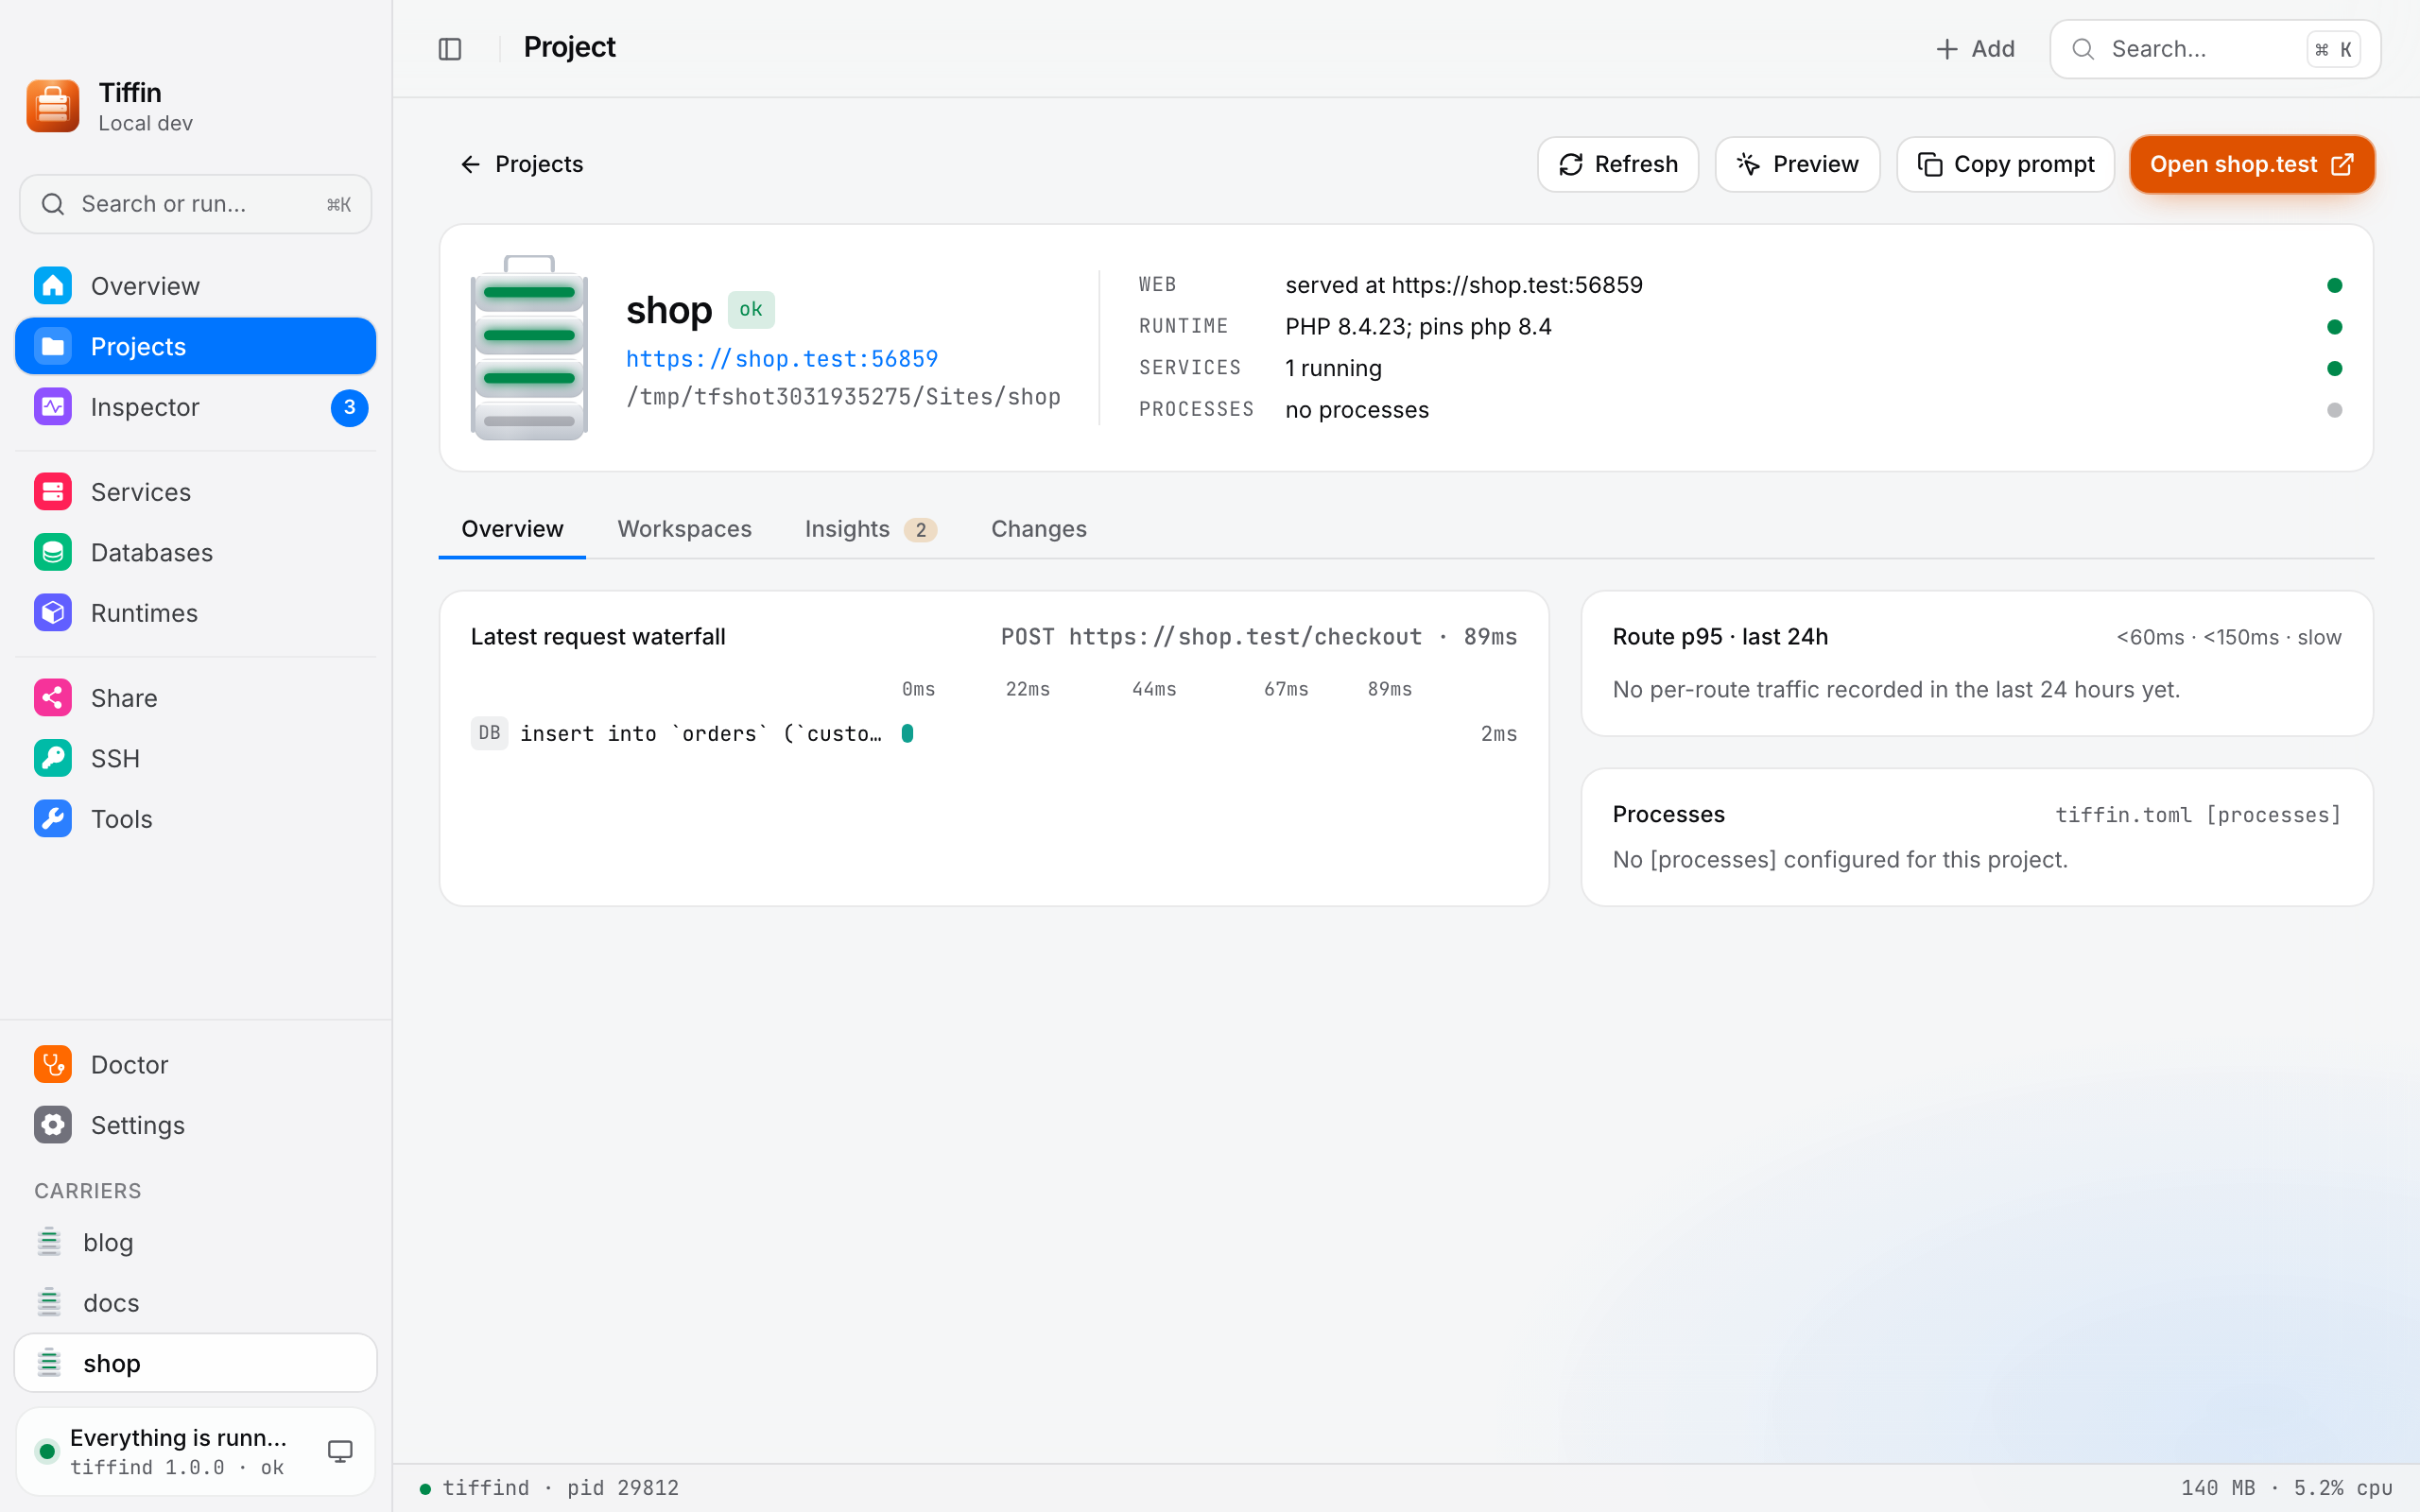 Tiffin
Local dev
Search or run...
⌘K
Overview
Projects
Inspector
3
Services
Databases
Runtimes
Share
SSH
Tools
Doctor
Settings
CARRIERS
blog
docs
shop
Everything is runn...
tiffind 1.0.0 · ok
Project
Add
Search...
⌘ K
Projects
Refresh
Preview
Copy prompt
Open shop.test
shop
ok
https://shop.test:56859
/tmp/tfshot3031935275/Sites/shop
WEB served at https://shop.test:56859
RUNTIME PHP 8.4.23; pins php 8.4
SERVICES 1 running
PROCESSES no processes
Overview
Workspaces
Insights 2
Changes
Latest request waterfall
POST https://shop.test/checkout · 89ms
0ms 22ms 44ms 67ms 89ms
DB insert into `orders` (`custo… 2ms
Route p95 · last 24h
<60ms · <150ms · slow
No per-route traffic recorded in the last 24 hours yet.
Processes
tiffin.toml [processes]
No [processes] configured for this project.
tiffind · pid 29812
140 MB · 5.2% cpu